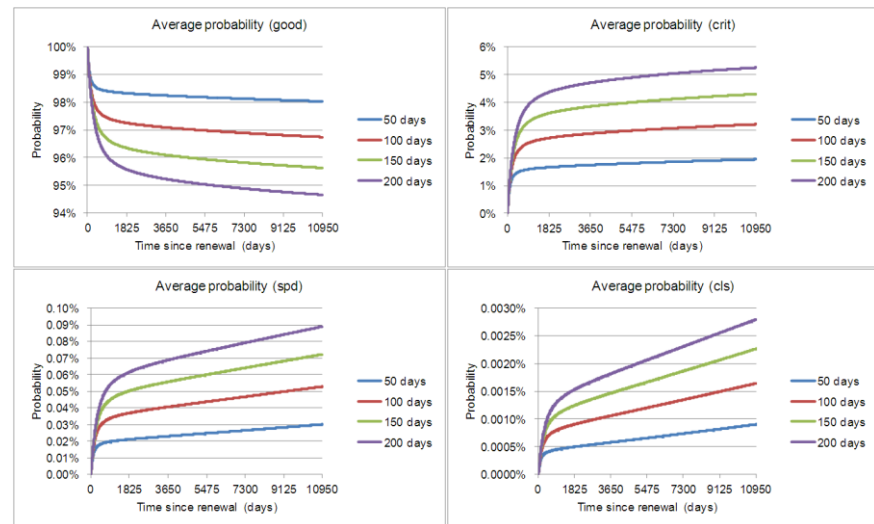 Average probability (good)
100%
99%
98%
97%
96%
95%
94%
Probability
0 1825 3650 5475 7300 9125 10950
Time since renewal (days)
50 days
100 days
150 days
200 days
Average probability (crit)
6%
5%
4%
3%
2%
1%
0%
Probability
0 1825 3650 5475 7300 9125 10950
Time since renewal (days)
50 days
100 days
150 days
200 days
Average probability (spd)
0.10%
0.09%
0.08%
0.07%
0.06%
0.05%
0.04%
0.03%
0.02%
0.01%
0.00%
Probability
0 1825 3650 5475 7300 9125 10950
Time since renewal (days)
50 days
100 days
150 days
200 days
Average probability (cls)
0.0030%
0.0025%
0.0020%
0.0015%
0.0010%
0.0005%
0.0000%
Probability
0 1825 3650 5475 7300 9125 10950
Time since renewal (days)
50 days
100 days
150 days
200 days